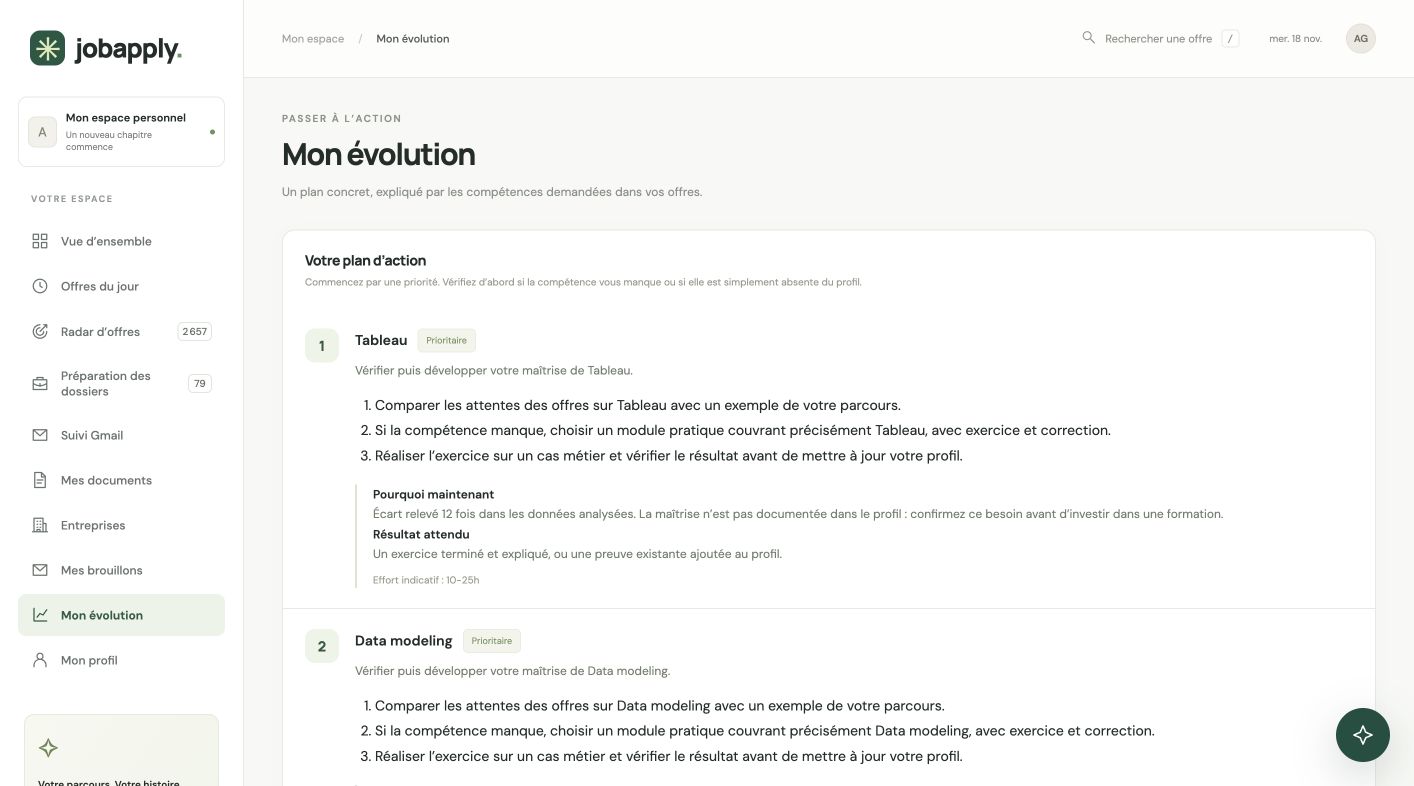 jobapply.
Mon espace / Mon évolution
Rechercher une offre /
mer. 18 nov.
AG
A
Mon espace personnel
Un nouveau chapitre
commence
VOTRE ESPACE
Vue d’ensemble
Offres du jour
Radar d’offres 2 657
Préparation des
dossiers 79
Suivi Gmail
Mes documents
Entreprises
Mes brouillons
Mon évolution
Mon profil
Votre parcours. Votre histoire.
PASSER À L’ACTION
Mon évolution
Un plan concret, expliqué par les compétences demandées dans vos offres.
Votre plan d’action
Commencez par une priorité. Vérifiez d’abord si la compétence vous manque ou si elle est simplement absente du profil.
1 Tableau Prioritaire
Vérifier puis développer votre maîtrise de Tableau.
1. Comparer les attentes des offres sur Tableau avec un exemple de votre parcours.
2. Si la compétence manque, choisir un module pratique couvrant précisément Tableau, avec exercice et correction.
3. Réaliser l’exercice sur un cas métier et vérifier le résultat avant de mettre à jour votre profil.
Pourquoi maintenant
Écart relevé 12 fois dans les données analysées. La maîtrise n’est pas documentée dans le profil : confirmez ce besoin avant d’investir dans une formation.
Résultat attendu
Un exercice terminé et expliqué, ou une preuve existante ajoutée au profil.
Effort indicatif : 10–25h
2 Data modeling Prioritaire
Vérifier puis développer votre maîtrise de Data modeling.
1. Comparer les attentes des offres sur Data modeling avec un exemple de votre parcours.
2. Si la compétence manque, choisir un module pratique couvrant précisément Data modeling, avec exercice et correction.
3. Réaliser l’exercice sur un cas métier et vérifier le résultat avant de mettre à jour votre profil.